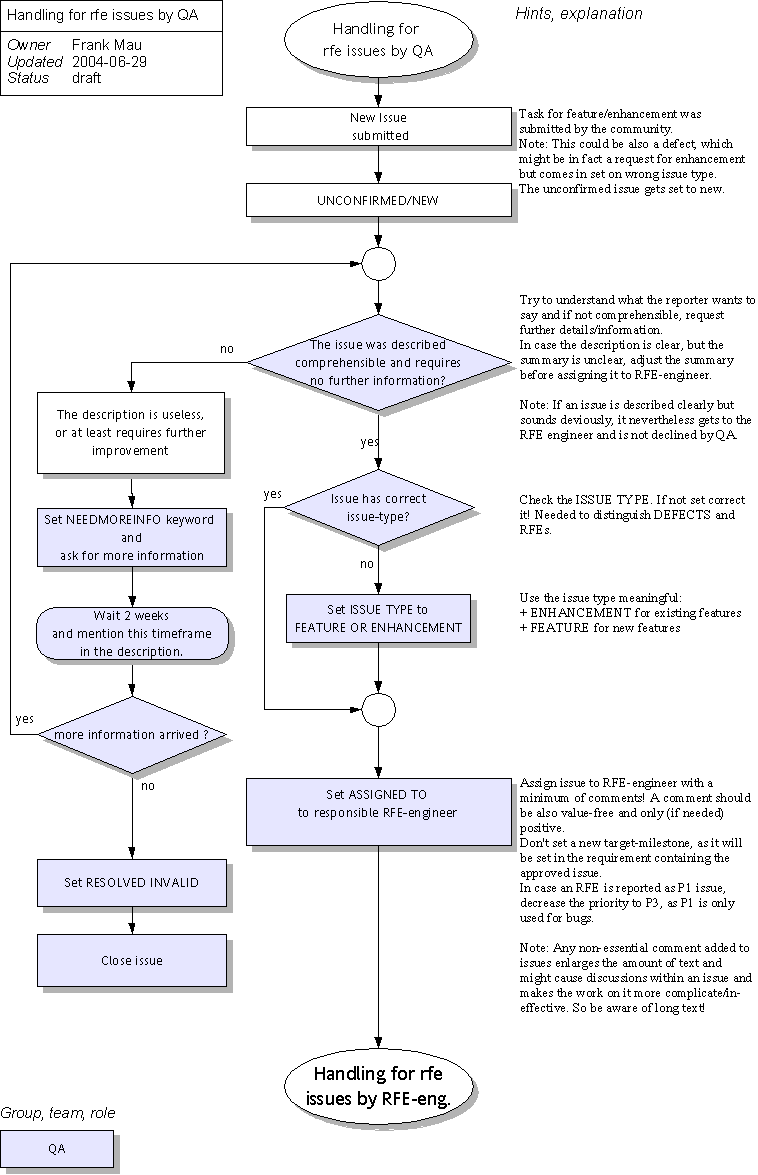 Handling for rfe issues by QA
Owner Frank Mau
Updated 2004-06-29
Status draft
Handling for
rfe issues by QA
Hints, explanation
New Issue
submitted
Task for feature/enhancement was
submitted by the community.
Note: This could be also a defect, which
might be in fact a request for enhancement
but comes in set on wrong issue type.
The unconfirmed issue gets set to new.
UNCONFIRMED/NEW
The issue was described
comprehensible and requires
no further information?
no
yes
Try to understand what the reporter wants to
say and if not comprehensible, request
further details/information.
In case the description is clear, but the
summary is unclear, adjust the summary
before assigning it to RFE-engineer.
Note: If an issue is described clearly but
sounds deviously, it nevertheless gets to the
RFE engineer and is not declined by QA.
The description is useless,
or at least requires further
improvement
Set NEEDMOREINFO keyword
and
ask for more information
Wait 2 weeks
and mention this timeframe
in the description.
more information arrived ?
yes
no
Set RESOLVED INVALID
Close issue
Issue has correct
issue-type?
yes
no
Check the ISSUE TYPE. If not set correct
it! Needed to distinguish DEFECTS and
RFEs.
Set ISSUE TYPE to
FEATURE OR ENHANCEMENT
Use the issue type meaningful:
+ ENHANCEMENT for existing features
+ FEATURE for new features
Set ASSIGNED TO
to responsible RFE-engineer
Assign issue to RFE-engineer with a
minimum of comments! A comment should
be also value-free and only (if needed)
positive.
Don't set a new target-milestone, as it will
be set in the requirement containing the
approved issue.
In case an RFE is reported as P1 issue,
decrease the priority to P3, as P1 is only
used for bugs.
Note: Any non-essential comment added to
issues enlarges the amount of text and
might cause discussions within an issue and
makes the work on it more complicate/in-
effective. So be aware of long text!
Handling for rfe
issues by RFE-eng.
Group, team, role
QA